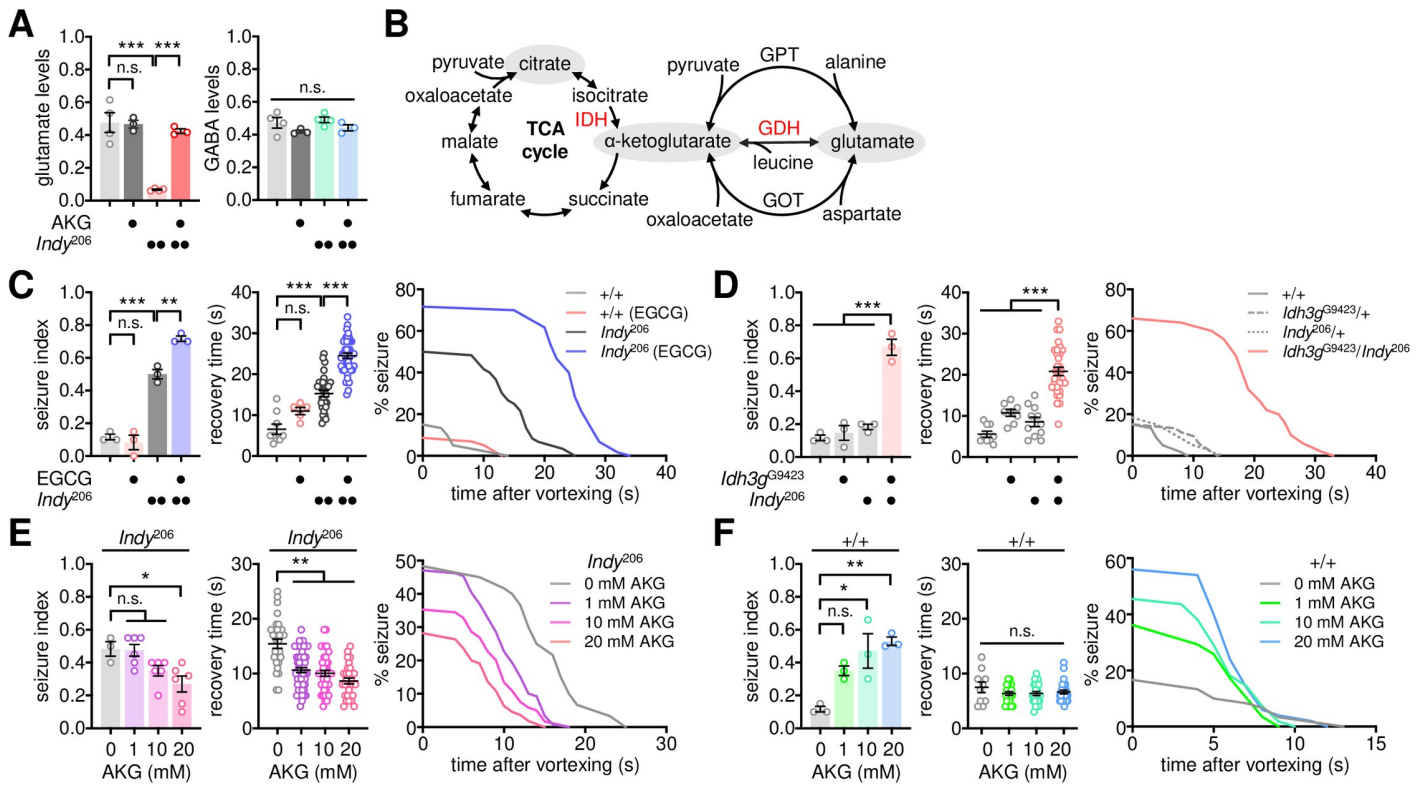 A
glutamate levels
1.0
0.8
0.6
0.4
0.2
0.0
*** ***
n.s.
GABA levels
1.0
0.8
0.6
0.4
0.2
0.0
n.s.
AKG
Indy206
B
pyruvate
citrate
oxaloacetate
isocitrate
IDH
malate
TCA
cycle
α-ketoglutarate
fumarate
succinate
pyruvate
GPT
alanine
GDH
leucine
glutamate
oxaloacetate
GOT
aspartate
C
seizure index
1.0
0.8
0.6
0.4
0.2
0.0
*** **
n.s.
EGCG
Indy206
recovery time (s)
40
30
20
10
0
*** ***
n.s.
% seizure
80
60
40
20
0
0 10 20 30 40
time after vortexing (s)
+/+
+/+ (EGCG)
Indy206
Indy206 (EGCG)
D
seizure index
1.0
0.8
0.6
0.4
0.2
0.0
***
Idh3gG9423
Indy206
recovery time (s)
40
30
20
10
0
***
% seizure
80
60
40
20
0
0 10 20 30 40
time after vortexing (s)
+/+
Idh3gG9423/+
Indy206/+
Idh3gG9423/Indy206
E
Indy206
seizure index
1.0
0.8
0.6
0.4
0.2
0.0
*
n.s.
0 1 10 20
AKG (mM)
Indy206
recovery time (s)
30
20
10
0
**
0 1 10 20
AKG (mM)
% seizure
50
40
30
20
10
0
0 10 20 30
time after vortexing (s)
Indy206
0 mM AKG
1 mM AKG
10 mM AKG
20 mM AKG
F
+/+
seizure index
1.0
0.8
0.6
0.4
0.2
0.0
**
*
n.s.
0 1 10 20
AKG (mM)
+/+
recovery time (s)
30
20
10
0
n.s.
0 1 10 20
AKG (mM)
% seizure
60
40
20
0
0 5 10 15
time after vortexing (s)
+/+
0 mM AKG
1 mM AKG
10 mM AKG
20 mM AKG